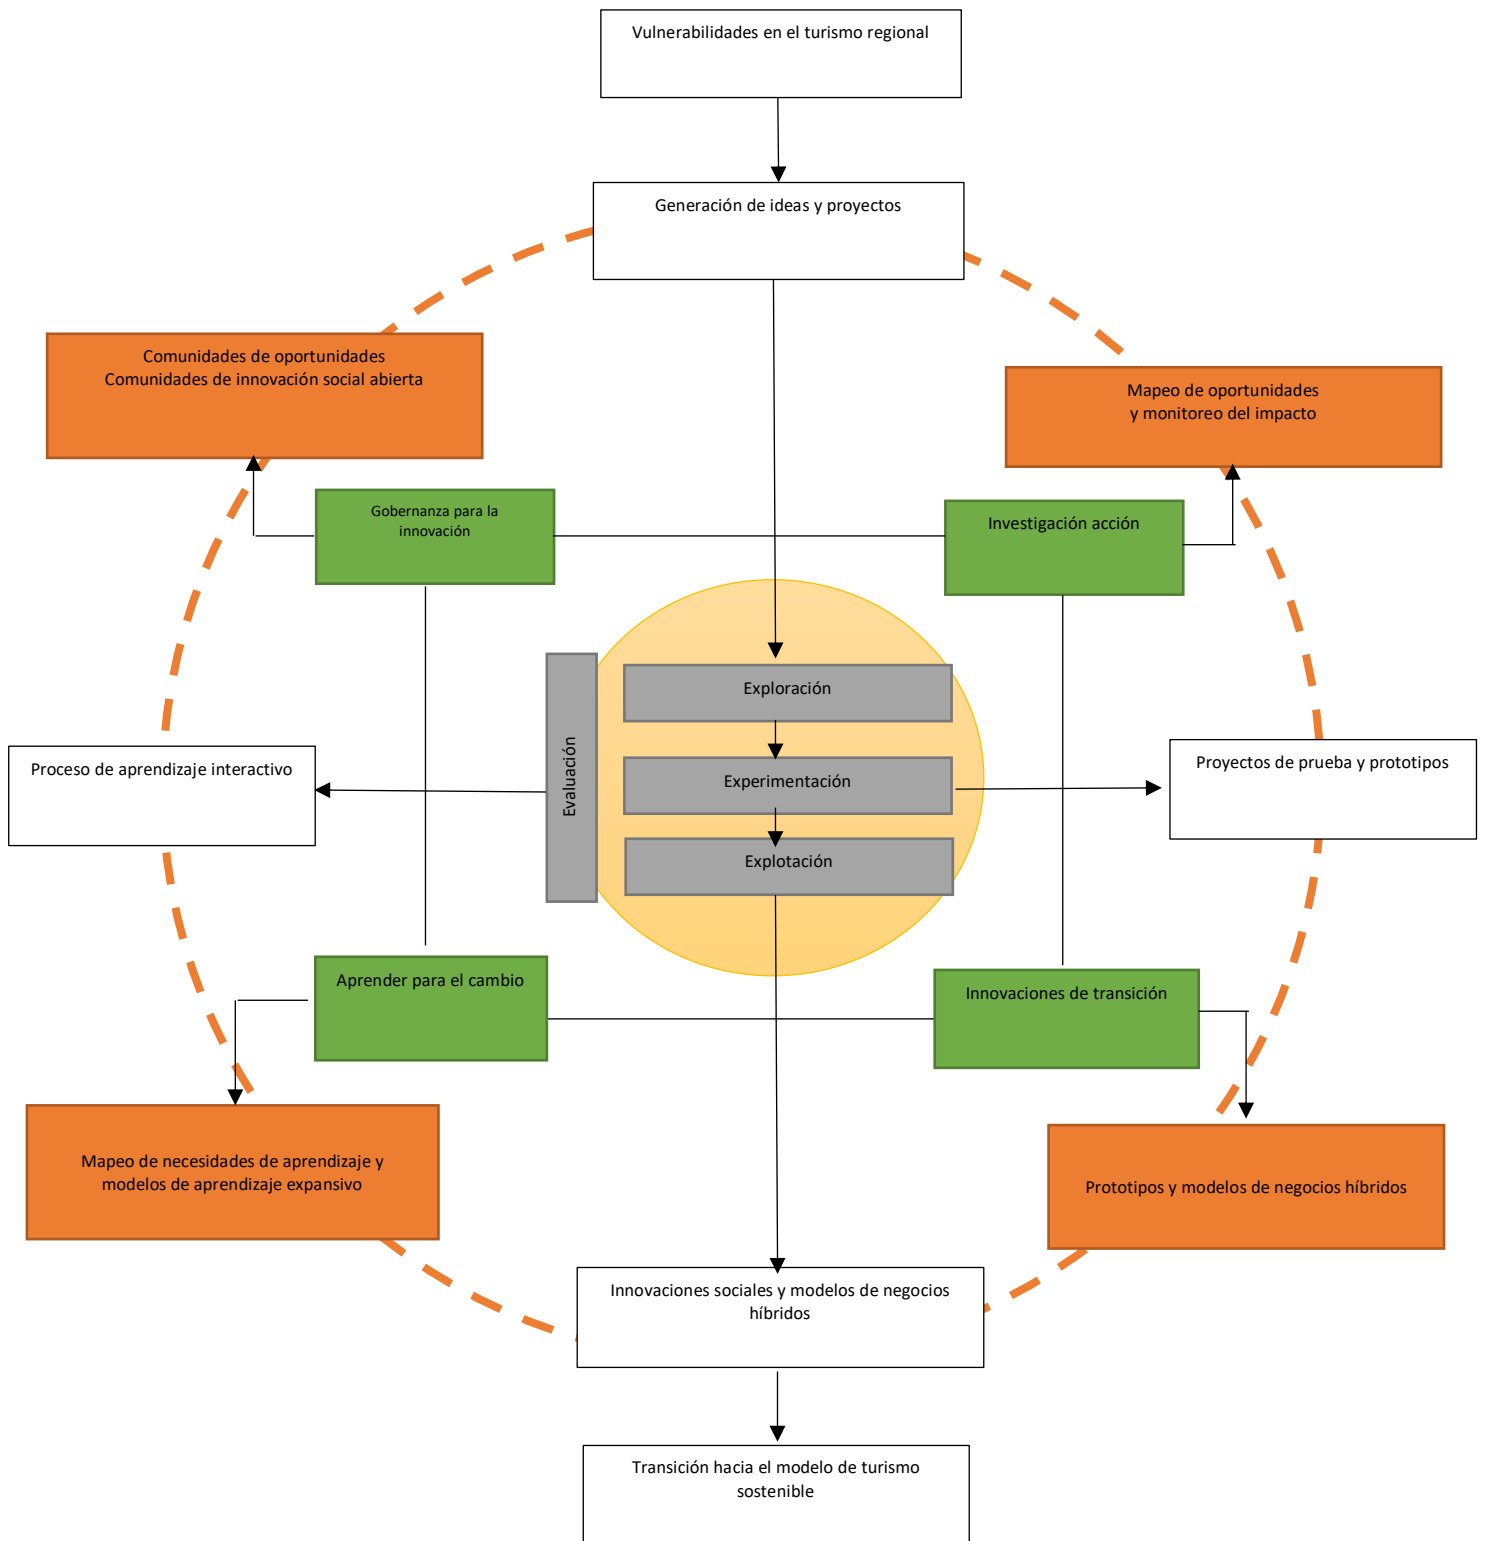 Vulnerabilidades en el turismo regional
Generación de ideas y proyectos
Comunidades de oportunidades
Comunidades de innovación social abierta
Mapeo de oportunidades
y monitoreo del impacto
Gobernanza para la
innovación
Investigación acción
Exploración
Evaluación
Experimentación
Explotación
Proceso de aprendizaje interactivo
Proyectos de prueba y prototipos
Aprender para el cambio
Innovaciones de transición
Mapeo de necesidades de aprendizaje y
modelos de aprendizaje expansivo
Prototipos y modelos de negocios híbridos
Innovaciones sociales y modelos de negocios
híbridos
Transición hacia el modelo de turismo
sostenible